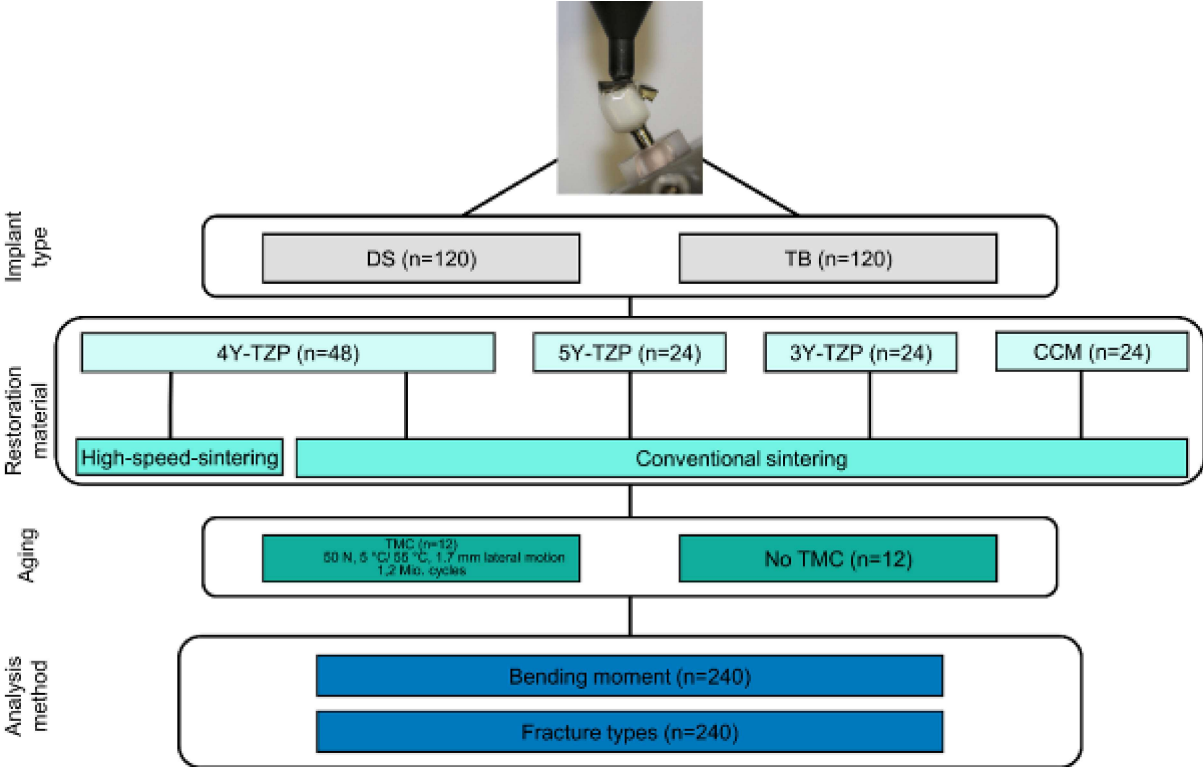 Implant
type
DS (n=120)
TB (n=120)
Restoration
material
4Y-TZP (n=48)
5Y-TZP (n=24)
3Y-TZP (n=24)
CCM (n=24)
High-speed-sintering
Conventional sintering
Aging
TMC (n=12)
50 N, 5 °C/ 55 °C, 1.7 mm lateral motion
1,2 Mio. cycles
No TMC (n=12)
Analysis
method
Bending moment (n=240)
Fracture types (n=240)